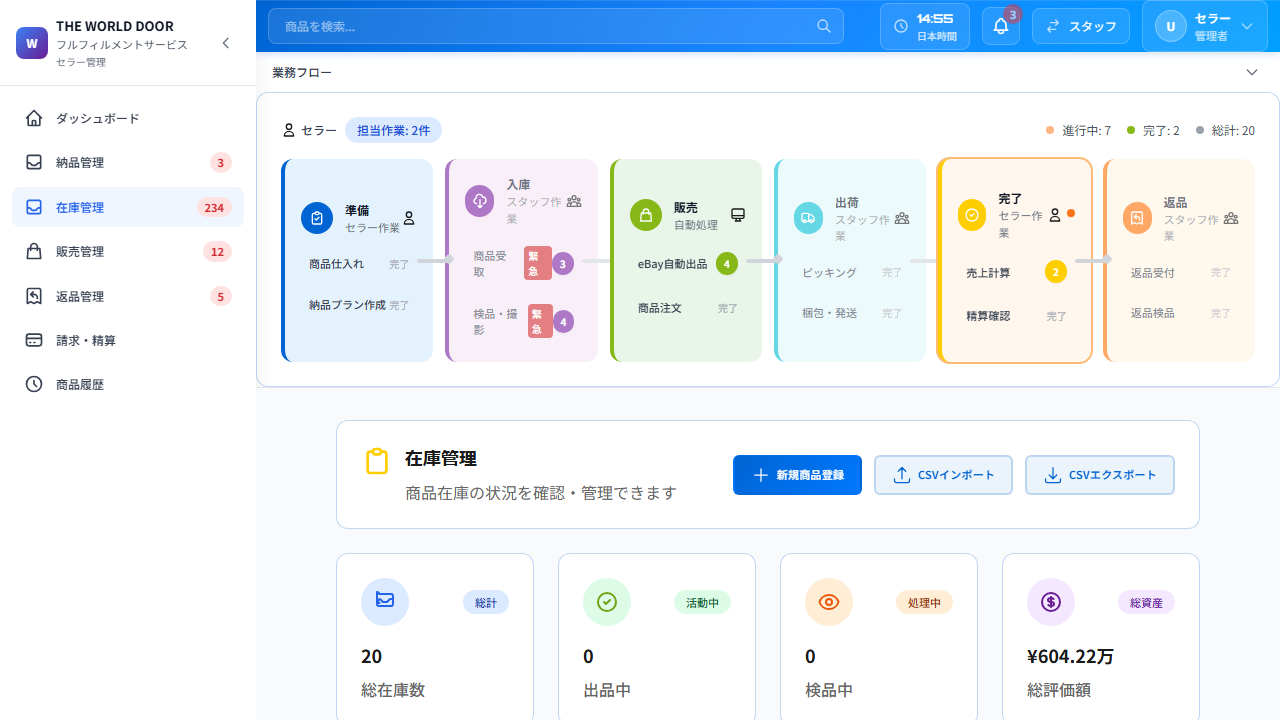 W
THE WORLD DOOR
フルフィルメントサービス
セラー管理
ダッシュボード
納品管理
3
在庫管理
234
販売管理
12
返品管理
5
請求・精算
商品履歴
商品を検索...
14:55
日本時間
3
スタッフ
U
セラー
管理者
業務フロー
セラー
担当作業: 2件
進行中: 7
完了: 2
総計: 20
準備
セラー作業
商品仕入れ
完了
納品プラン作成
完了
入庫
スタッフ作
業
商品受
取
緊
急
3
検品・撮
影
緊
急
4
販売
自動処理
eBay自動出品
4
商品注文
完了
出荷
スタッフ作
業
ピッキング
完了
梱包・発送
完了
完了
セラー作
業
売上計算
2
精算確認
完了
返品
スタッフ作
業
返品受付
完了
返品検品
完了
在庫管理
商品在庫の状況を確認・管理できます
新規商品登録
CSVインポート
CSVエクスポート
総計
20
総在庫数
活動中
0
出品中
処理中
0
検品中
総資産
¥604.22万
総評価額